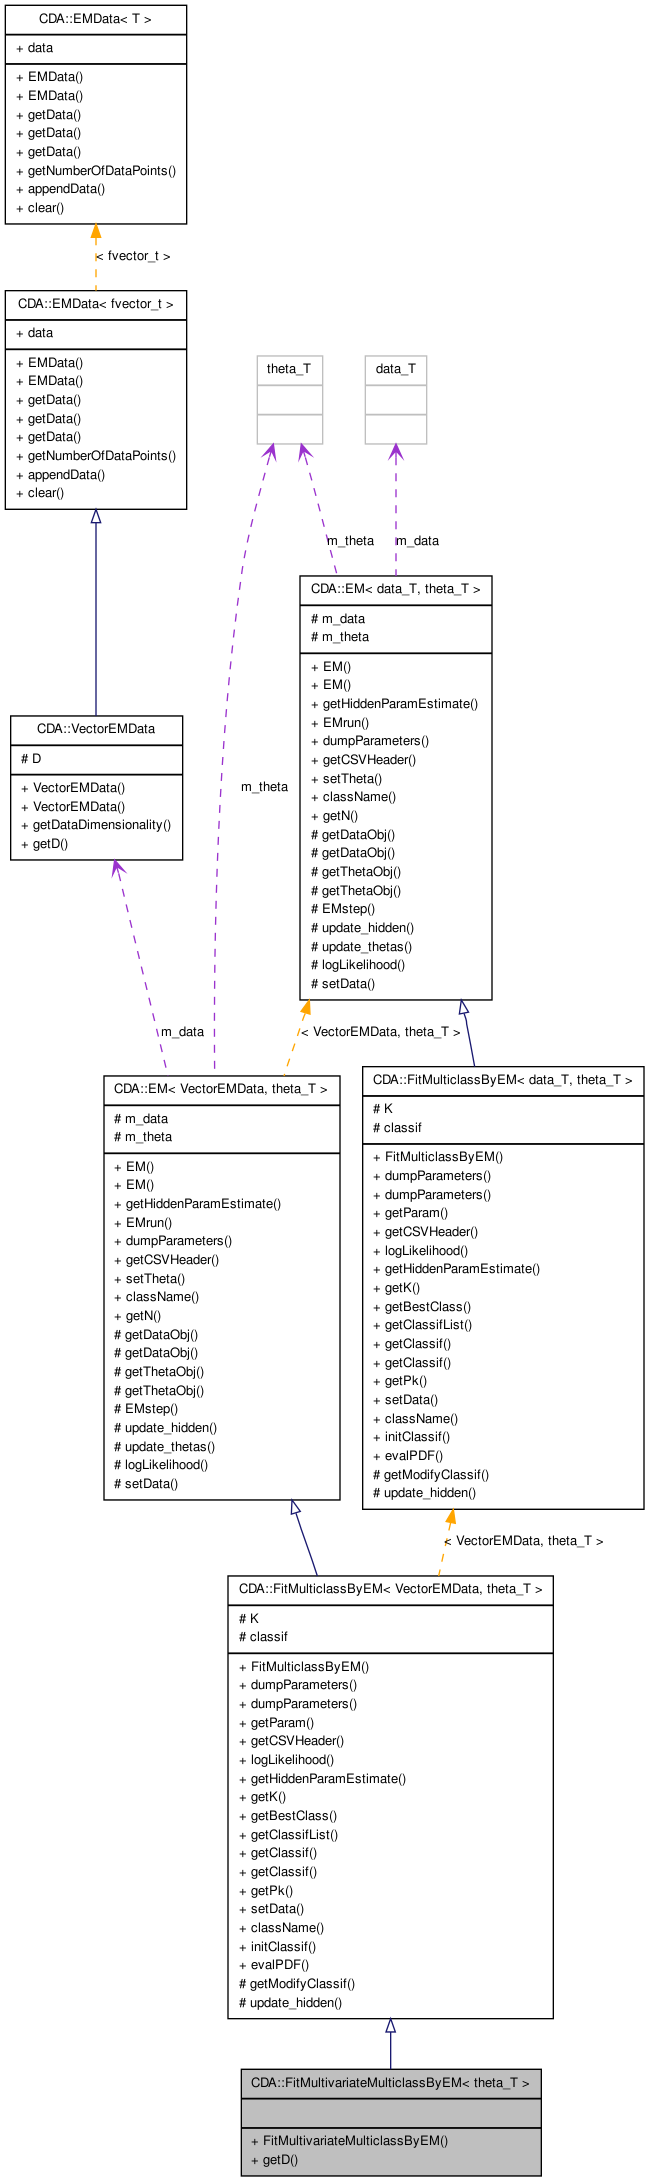 CDA::EMData< T >
+ data
+ EMData()
+ EMData()
+ getData()
+ getData()
+ getData()
+ getNumberOfDataPoints()
+ appendData()
+ clear()
< fvector_t >
CDA::EMData< fvector_t >
+ data
+ EMData()
+ EMData()
+ getData()
+ getData()
+ getData()
+ getNumberOfDataPoints()
+ appendData()
+ clear()
theta_T
data_T
m_theta
m_data
CDA::EM< data_T, theta_T >
# m_data
# m_theta
+ EM()
+ EM()
+ getHiddenParamEstimate()
+ EMrun()
+ dumpParameters()
+ getCSVHeader()
+ setTheta()
+ className()
+ getN()
# getDataObj()
# getDataObj()
# getThetaObj()
# getThetaObj()
# EMstep()
# update_hidden()
# update_thetas()
# logLikelihood()
# setData()
CDA::VectorEMData
# D
+ VectorEMData()
+ VectorEMData()
+ getDataDimensionality()
+ getD()
m_theta
m_data
< VectorEMData, theta_T >
CDA::EM< VectorEMData, theta_T >
# m_data
# m_theta
+ EM()
+ EM()
+ getHiddenParamEstimate()
+ EMrun()
+ dumpParameters()
+ getCSVHeader()
+ setTheta()
+ className()
+ getN()
# getDataObj()
# getDataObj()
# getThetaObj()
# getThetaObj()
# EMstep()
# update_hidden()
# update_thetas()
# logLikelihood()
# setData()
CDA::FitMulticlassByEM< data_T, theta_T >
# K
# classif
+ FitMulticlassByEM()
+ dumpParameters()
+ dumpParameters()
+ getParam()
+ getCSVHeader()
+ logLikelihood()
+ getHiddenParamEstimate()
+ getK()
+ getBestClass()
+ getClassifList()
+ getClassif()
+ getClassif()
+ getPk()
+ setData()
+ className()
+ initClassif()
+ evalPDF()
# getModifyClassif()
# update_hidden()
< VectorEMData, theta_T >
CDA::FitMulticlassByEM< VectorEMData, theta_T >
# K
# classif
+ FitMulticlassByEM()
+ dumpParameters()
+ dumpParameters()
+ getParam()
+ getCSVHeader()
+ logLikelihood()
+ getHiddenParamEstimate()
+ getK()
+ getBestClass()
+ getClassifList()
+ getClassif()
+ getClassif()
+ getPk()
+ setData()
+ className()
+ initClassif()
+ evalPDF()
# getModifyClassif()
# update_hidden()
CDA::FitMultivariateMulticlassByEM< theta_T >
+ FitMultivariateMulticlassByEM()
+ getD()